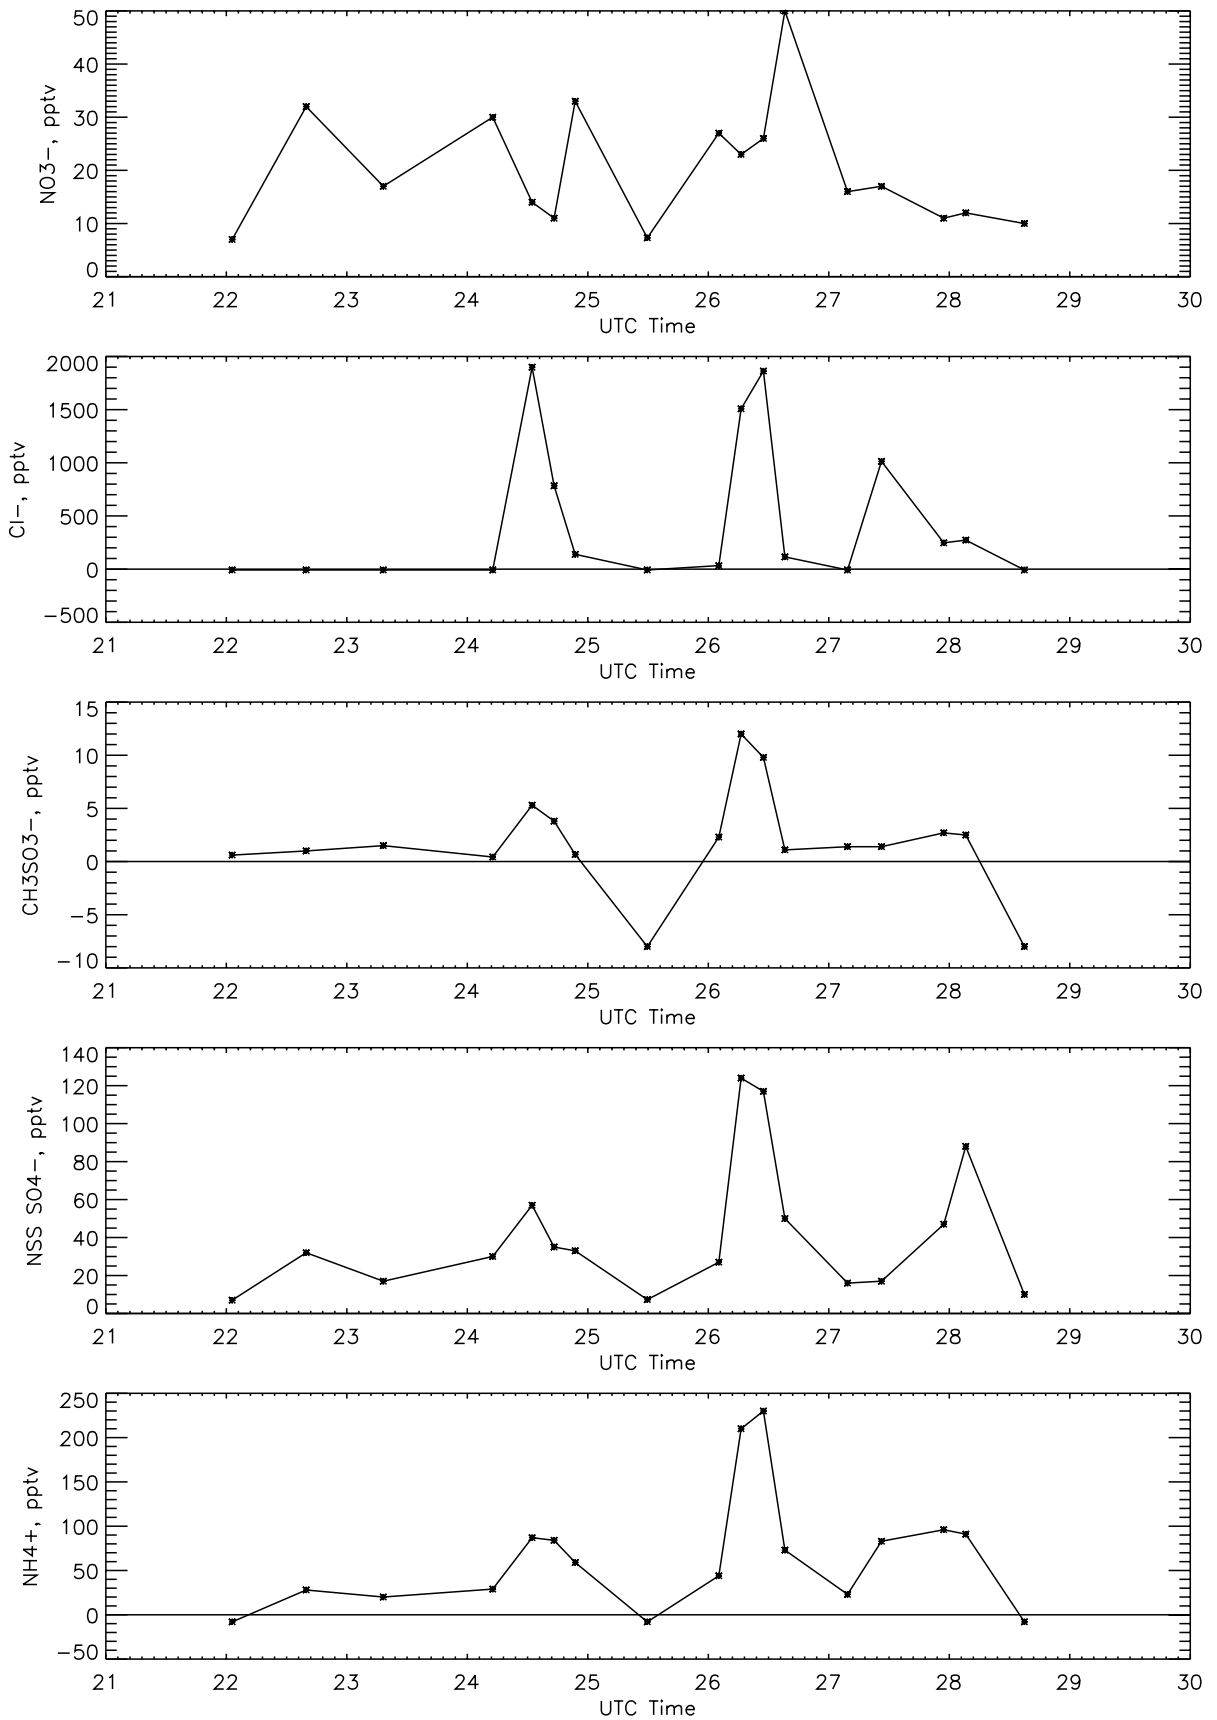 50
40
30
20
10
0
NO3-, pptv
21 22 23 24 25 26 27 28 29 30
UTC Time
2000
1500
1000
500
0
-500
Cl-, pptv
21 22 23 24 25 26 27 28 29 30
UTC Time
15
10
5
0
-5
-10
CH3SO3-, pptv
21 22 23 24 25 26 27 28 29 30
UTC Time
140
120
100
80
60
40
20
0
NSS SO4-, pptv
21 22 23 24 25 26 27 28 29 30
UTC Time
250
200
150
100
50
0
-50
NH4+, pptv
21 22 23 24 25 26 27 28 29 30
UTC Time